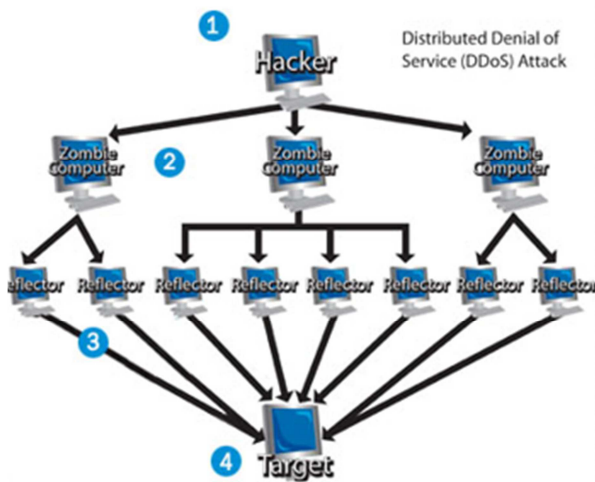 1
Distributed Denial of
Service (DDoS) Attack
Hacker
2
Zombie Computer
Zombie Computer
Zombie Computer
Reflector
Reflector
Reflector
Reflector
Reflector
Reflector
Reflector
Reflector
3
4
Target